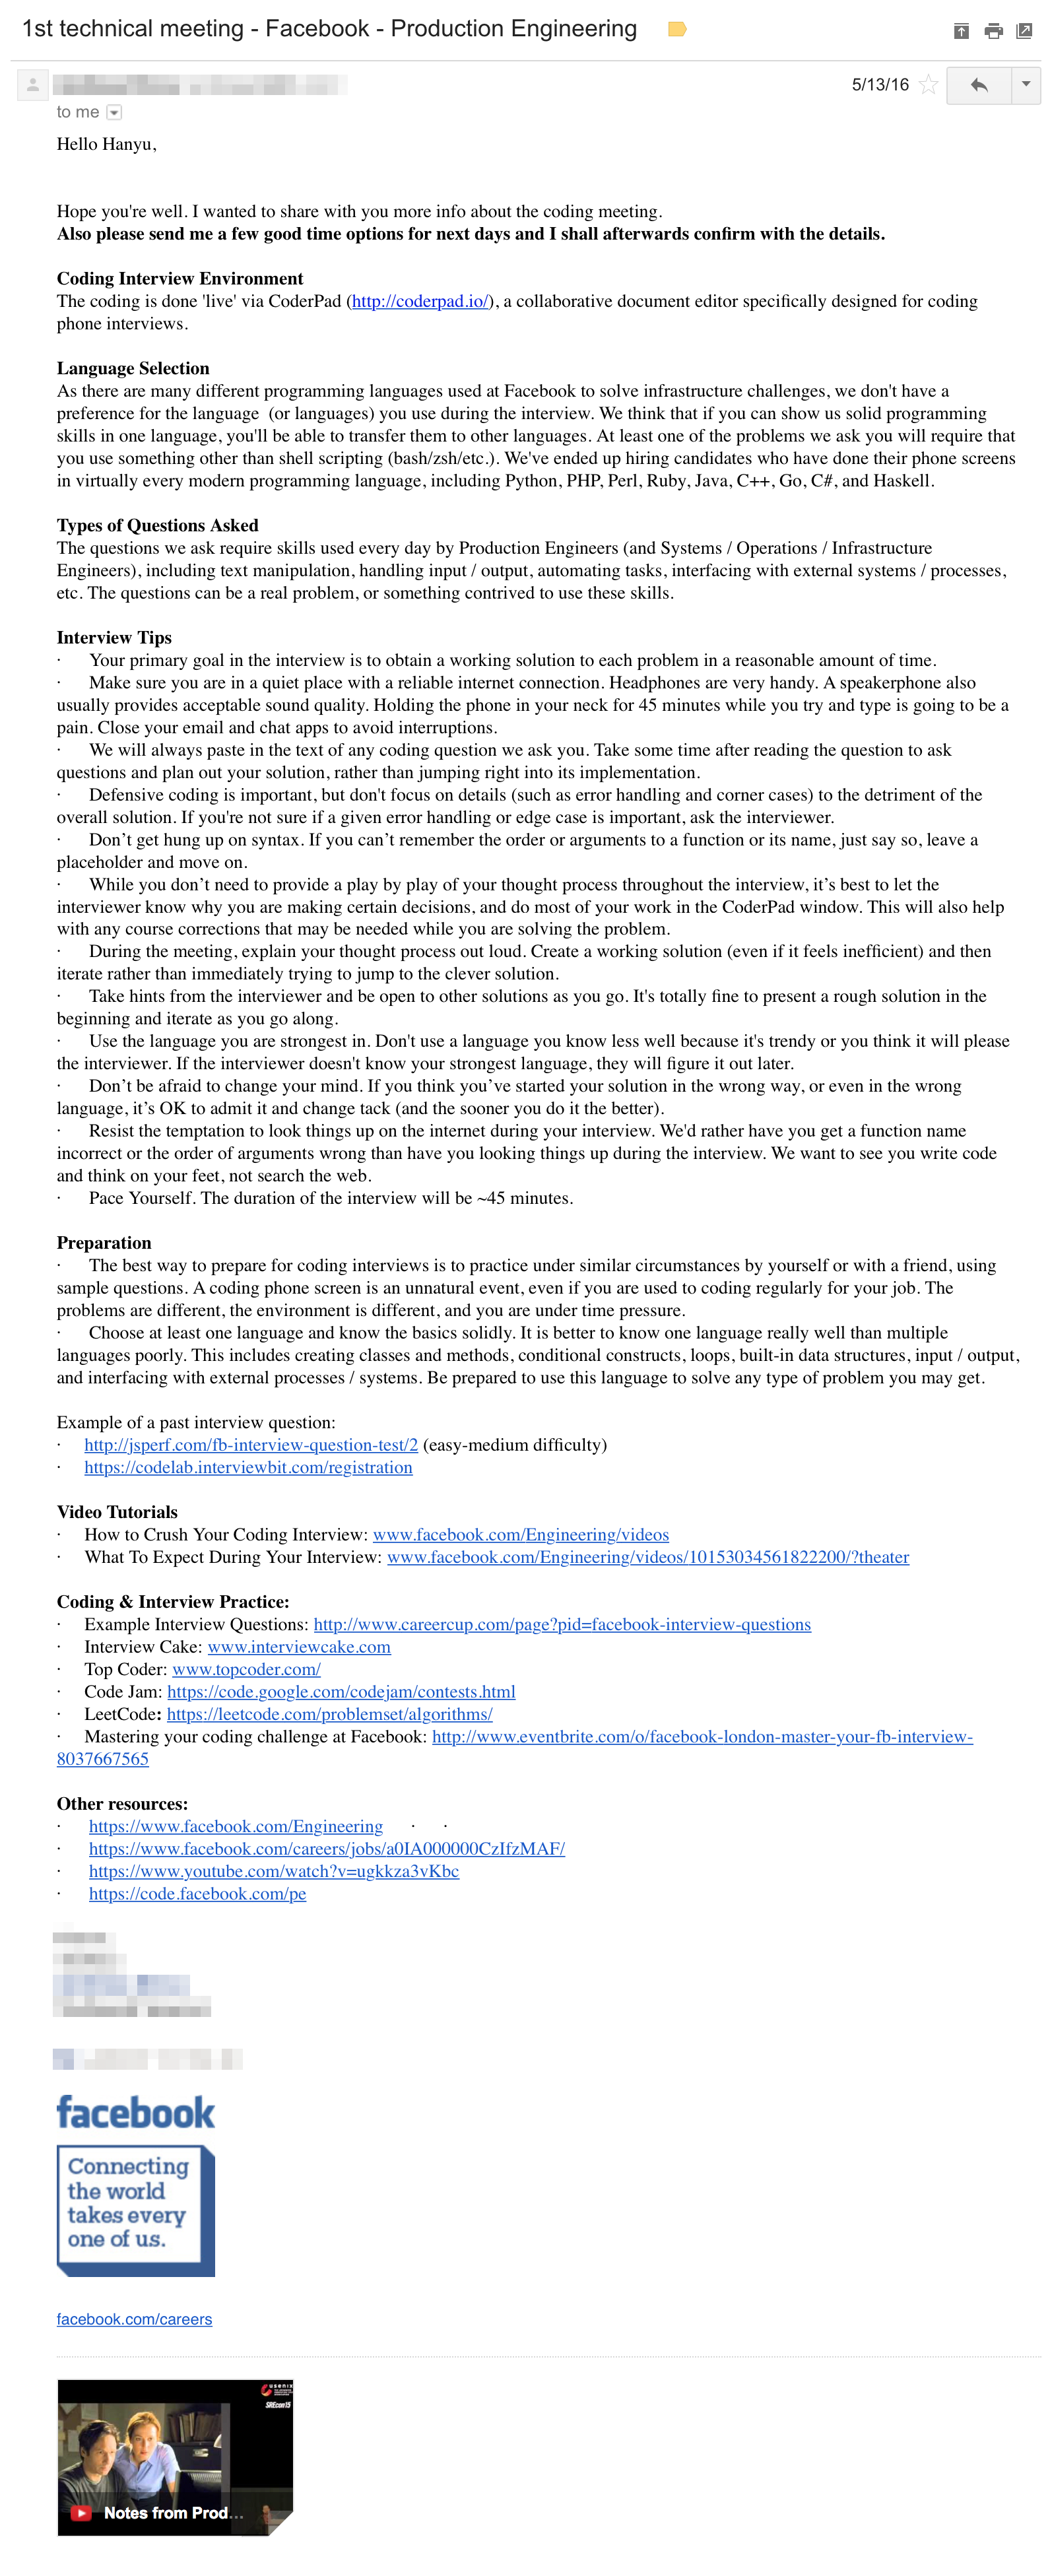 1st technical meeting - Facebook - Production Engineering
5/13/16
to me
Hello Hanyu,
Hope you're well. I wanted to share with you more info about the coding meeting.
Also please send me a few good time options for next days and I shall afterwards confirm with the details.
Coding Interview Environment
The coding is done 'live' via CoderPad (http://coderpad.io/), a collaborative document editor specifically designed for coding
phone interviews.
Language Selection
As there are many different programming languages used at Facebook to solve infrastructure challenges, we don't have a
preference for the language  (or languages) you use during the interview. We think that if you can show us solid programming
skills in one language, you'll be able to transfer them to other languages. At least one of the problems we ask you will require that
you use something other than shell scripting (bash/zsh/etc.). We've ended up hiring candidates who have done their phone screens
in virtually every modern programming language, including Python, PHP, Perl, Ruby, Java, C++, Go, C#, and Haskell.
Types of Questions Asked
The questions we ask require skills used every day by Production Engineers (and Systems / Operations / Infrastructure
Engineers), including text manipulation, handling input / output, automating tasks, interfacing with external systems / processes,
etc. The questions can be a real problem, or something contrived to use these skills.
Interview Tips
· Your primary goal in the interview is to obtain a working solution to each problem in a reasonable amount of time.
· Make sure you are in a quiet place with a reliable internet connection. Headphones are very handy. A speakerphone also
usually provides acceptable sound quality. Holding the phone in your neck for 45 minutes while you try and type is going to be a
pain. Close your email and chat apps to avoid interruptions.
· We will always paste in the text of any coding question we ask you. Take some time after reading the question to ask
questions and plan out your solution, rather than jumping right into its implementation.
· Defensive coding is important, but don't focus on details (such as error handling and corner cases) to the detriment of the
overall solution. If you're not sure if a given error handling or edge case is important, ask the interviewer.
· Don’t get hung up on syntax. If you can’t remember the order or arguments to a function or its name, just say so, leave a
placeholder and move on.
· While you don’t need to provide a play by play of your thought process throughout the interview, it’s best to let the
interviewer know why you are making certain decisions, and do most of your work in the CoderPad window. This will also help
with any course corrections that may be needed while you are solving the problem.
· During the meeting, explain your thought process out loud. Create a working solution (even if it feels inefficient) and then
iterate rather than immediately trying to jump to the clever solution.
· Take hints from the interviewer and be open to other solutions as you go. It's totally fine to present a rough solution in the
beginning and iterate as you go along.
· Use the language you are strongest in. Don't use a language you know less well because it's trendy or you think it will please
the interviewer. If the interviewer doesn't know your strongest language, they will figure it out later.
· Don’t be afraid to change your mind. If you think you’ve started your solution in the wrong way, or even in the wrong
language, it’s OK to admit it and change tack (and the sooner you do it the better).
· Resist the temptation to look things up on the internet during your interview. We'd rather have you get a function name
incorrect or the order of arguments wrong than have you looking things up during the interview. We want to see you write code
and think on your feet, not search the web.
· Pace Yourself. The duration of the interview will be ~45 minutes.
Preparation
· The best way to prepare for coding interviews is to practice under similar circumstances by yourself or with a friend, using
sample questions. A coding phone screen is an unnatural event, even if you are used to coding regularly for your job. The
problems are different, the environment is different, and you are under time pressure.
· Choose at least one language and know the basics solidly. It is better to know one language really well than multiple
languages poorly. This includes creating classes and methods, conditional constructs, loops, built-in data structures, input / output,
and interfacing with external processes / systems. Be prepared to use this language to solve any type of problem you may get.
Example of a past interview question:
· http://jsperf.com/fb-interview-question-test/2 (easy-medium difficulty)
· https://codelab.interviewbit.com/registration
Video Tutorials
· How to Crush Your Coding Interview: www.facebook.com/Engineering/videos
· What To Expect During Your Interview: www.facebook.com/Engineering/videos/10153034561822200/?theater
Coding & Interview Practice:
· Example Interview Questions: http://www.careercup.com/page?pid=facebook-interview-questions
· Interview Cake: www.interviewcake.com
· Top Coder: www.topcoder.com/
· Code Jam: https://code.google.com/codejam/contests.html
· LeetCode: https://leetcode.com/problemset/algorithms/
· Mastering your coding challenge at Facebook: http://www.eventbrite.com/o/facebook-london-master-your-fb-interview-
8037667565
Other resources:
· https://www.facebook.com/Engineering · ·
· https://www.facebook.com/careers/jobs/a0IA000000CzIfzMAF/
· https://www.youtube.com/watch?v=ugkkza3vKbc
· https://code.facebook.com/pe
facebook
Connecting
the world
takes every
one of us.
facebook.com/careers
usenix
SREcon15
Notes from Prod...